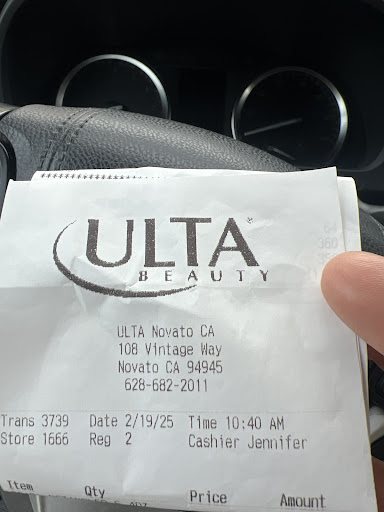 ULTA
BEAUTY
ULTA Novato CA
108 Vintage Way
Novato CA 94945
628-682-2011
Trans 3739 Date 2/19/25 Time 10:40 AM
Store 1666 Reg 2 Cashier Jennifer
Item Qty Price Amount